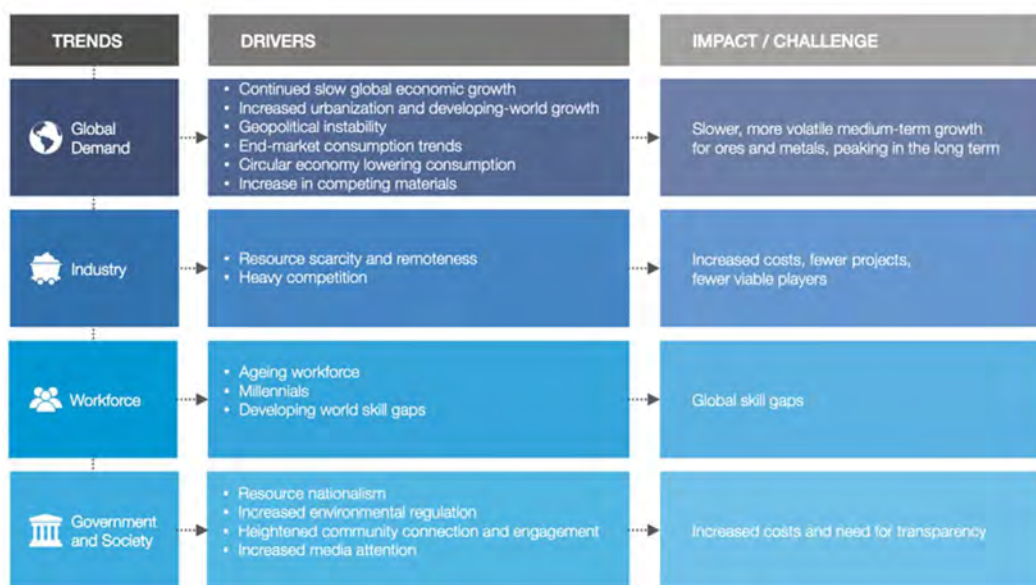 TRENDS
DRIVERS
IMPACT / CHALLENGE
Global
Demand
• Continued slow global economic growth
• Increased urbanization and developing-world growth
• Geopolitical instability
• End-market consumption trends
• Circular economy lowering consumption
• Increase in competing materials
Slower, more volatile medium-term growth
for ores and metals, peaking in the long term
Industry
• Resource scarcity and remoteness
• Heavy competition
Increased costs, fewer projects,
fewer viable players
Workforce
• Ageing workforce
• Millennials
• Developing world skill gaps
Global skill gaps
Government
and Society
• Resource nationalism
• Increased environmental regulation
• Heightened community connection and engagement
• Increased media attention
Increased costs and need for transparency